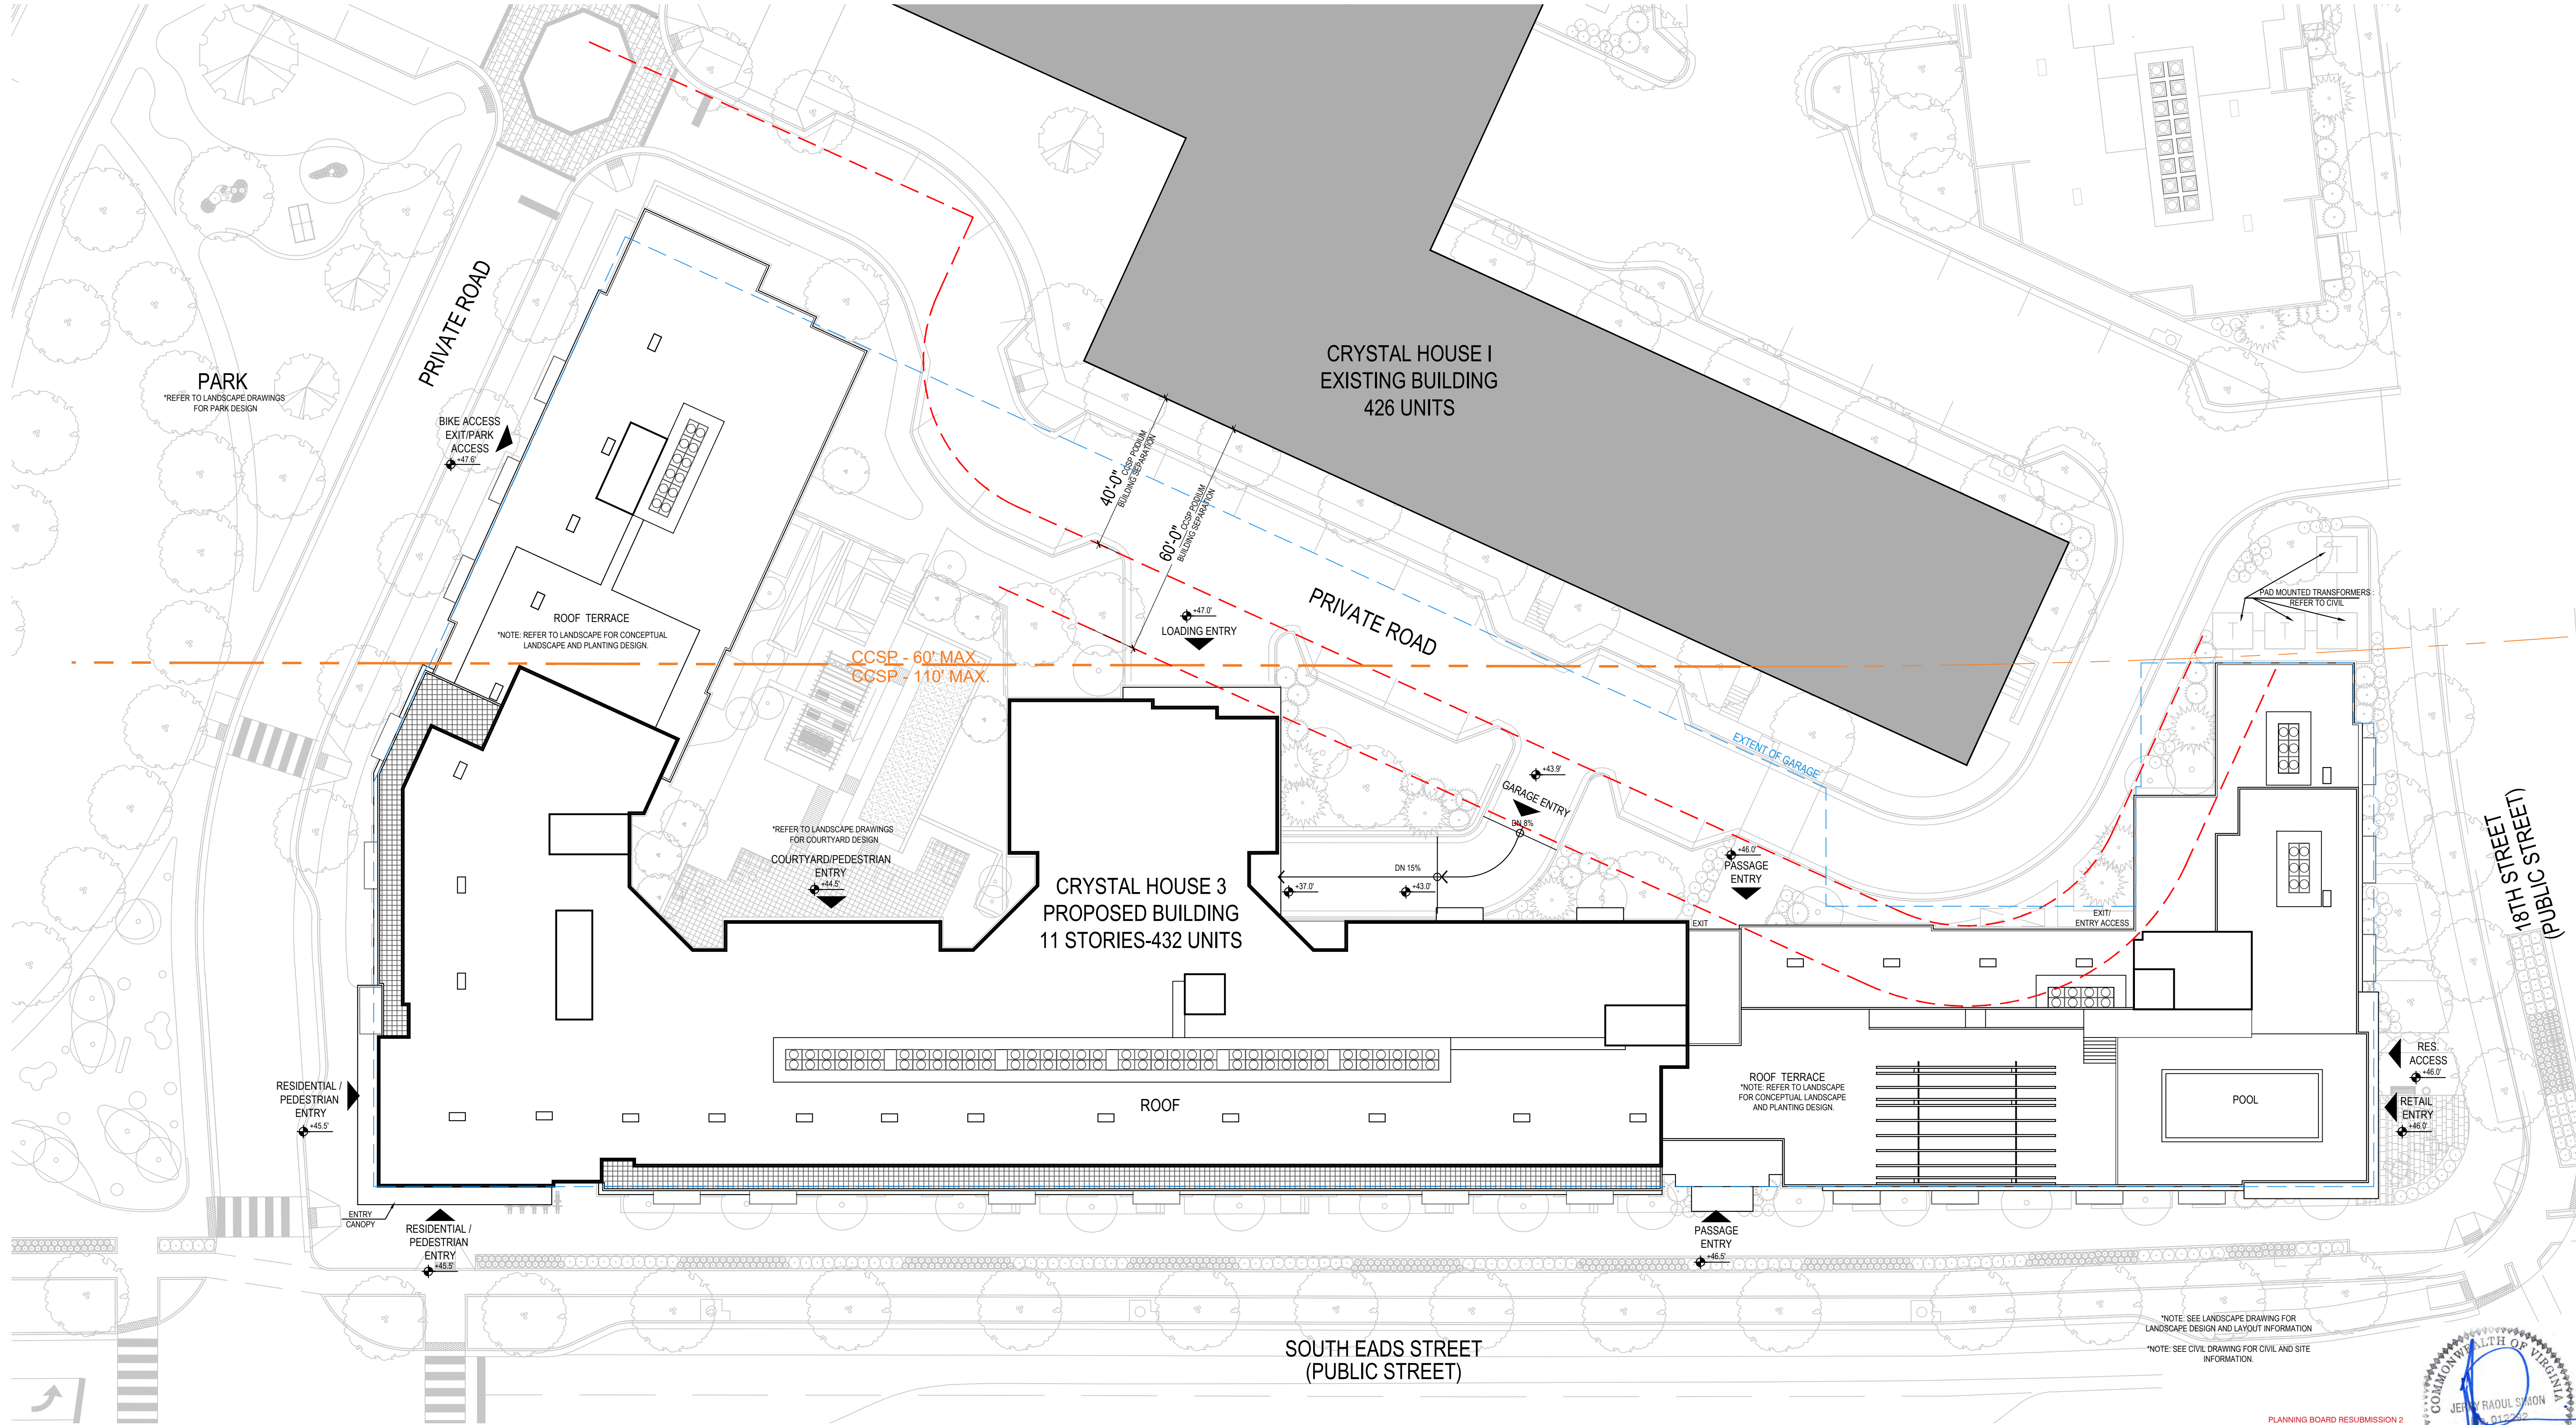 PRIVATE ROAD
PARK
*REFER TO LANDSCAPE DRAWINGS
FOR PARK DESIGN
BIKE ACCESS
EXIT/PARK
ACCESS
+47.6'
CRYSTAL HOUSE I
EXISTING BUILDING
426 UNITS
40'-0"
CCSP PODIUM
BUILDING SEPARATION
60'-0"
CCSP PODIUM
BUILDING SEPARATION
ROOF TERRACE
*NOTE: REFER TO LANDSCAPE FOR CONCEPTUAL
LANDSCAPE AND PLANTING DESIGN.
+47.0'
LOADING ENTRY
PRIVATE ROAD
PAD MOUNTED TRANSFORMERS :
REFER TO CIVIL
T
T
T
T
CCSP - 60' MAX.
CCSP - 110' MAX.
EXTENT OF GARAGE
+43.9'
GARAGE ENTRY
DN 8%
*REFER TO LANDSCAPE DRAWINGS
FOR COURTYARD DESIGN
COURTYARD/PEDESTRIAN
ENTRY
+44.5'
CRYSTAL HOUSE 3
PROPOSED BUILDING
11 STORIES-432 UNITS
DN 15%
+37.0'
+43.0'
+46.0'
PASSAGE
ENTRY
EXIT
EXIT/
ENTRY ACCESS
18TH STREET
(PUBLIC STREET)
RESIDENTIAL /
PEDESTRIAN
ENTRY
+45.5'
ROOF
ROOF TERRACE
*NOTE: REFER TO LANDSCAPE
FOR CONCEPTUAL LANDSCAPE
AND PLANTING DESIGN.
POOL
RES.
ACCESS
+46.0'
RETAIL
ENTRY
+46.0'
ENTRY
CANOPY
RESIDENTIAL /
PEDESTRIAN
ENTRY
+45.5'
PASSAGE
ENTRY
+46.5'
SOUTH EADS STREET
(PUBLIC STREET)
*NOTE: SEE LANDSCAPE DRAWING FOR
LANDSCAPE DESIGN AND LAYOUT INFORMATION
*NOTE: SEE CIVIL DRAWING FOR CIVIL AND SITE
INFORMATION.
COMMONWEALTH OF VIRGINIA
RAOUL SIMON
PLANNING BOARD RESUBMISSION 2